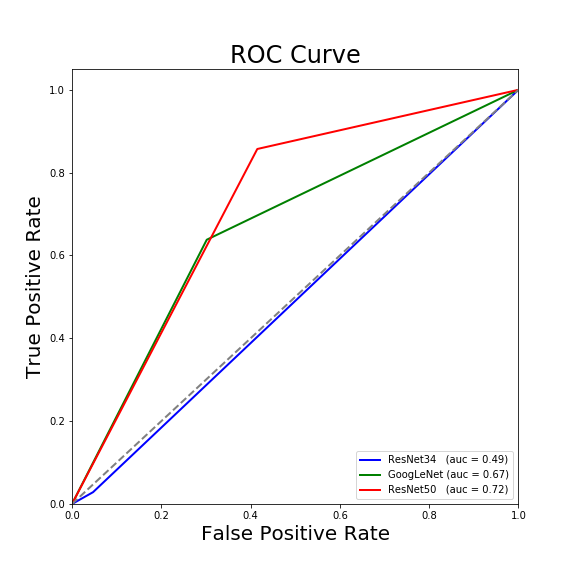 ROC Curve
True Positive Rate
1.0
0.8
0.6
0.4
0.2
0.0
ResNet34 (auc = 0.49)
GoogLeNet (auc = 0.67)
ResNet50 (auc = 0.72)
0.0 0.2 0.4 0.6 0.8 1.0
False Positive Rate